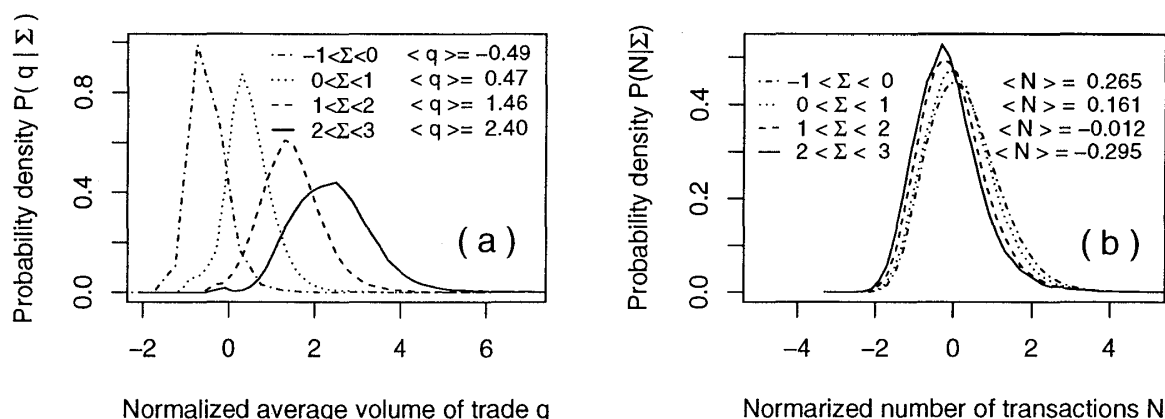 Probability density P( q | Σ)
0.0 0.4 0.8
−1<Σ<0 < q >= −0.49
0<Σ<1 < q >= 0.47
1<Σ<2 < q >= 1.46
2<Σ<3 < q >= 2.40
(a)
−2 0 2 4 6
Normalized average volume of trade q
Probability density P(N|Σ)
0.0 0.2 0.4
−1 < Σ < 0 < N > = 0.265
0 < Σ < 1 < N > = 0.161
1 < Σ < 2 < N > = −0.012
2 < Σ < 3 < N > = −0.295
(b)
−4 −2 0 2 4
Normarized number of transactions N